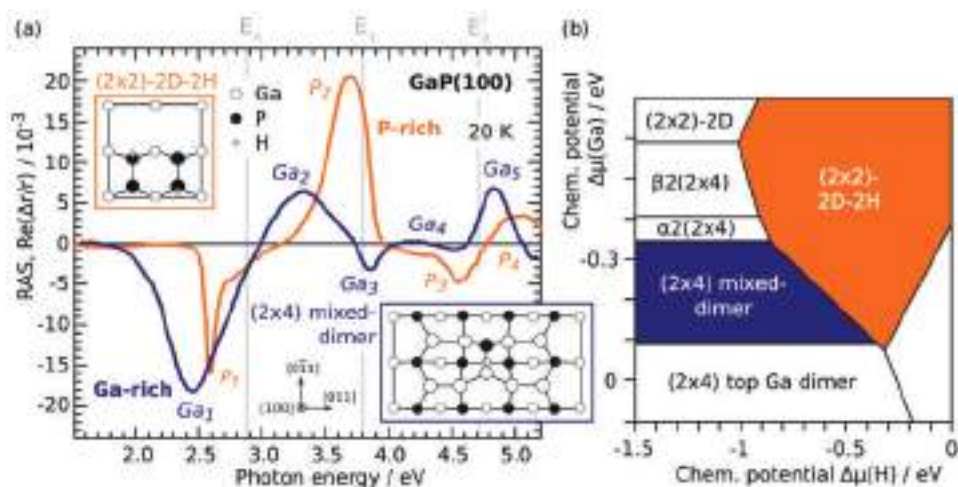 (a)
(2x2)-2D-2H
Ga
P
H
P₂
GaP(100)
P-rich
20 K
Ga₂
Ga₅
Ga₄
Ga₃
P₃
P₄
(2x4) mixed-
dimer
Ga-rich
Ga₁
P₁
(100)
[011]
RAS, Re(Δr/r) / 10⁻³
20
15
10
5
0
-5
-10
-15
-20
2.0
2.5
3.0
3.5
4.0
4.5
5.0
Photon energy / eV
(b)
Chem. potential
Δμ(Ga) / eV
-0.3
0
(2x2)-2D
β2(2x4)
α2(2x4)
(2x4) mixed-
dimer
(2x2)-
2D-2H
(2x4) top Ga dimer
-1.5
-1
-0.5
0
Chem. potential Δμ(H) / eV